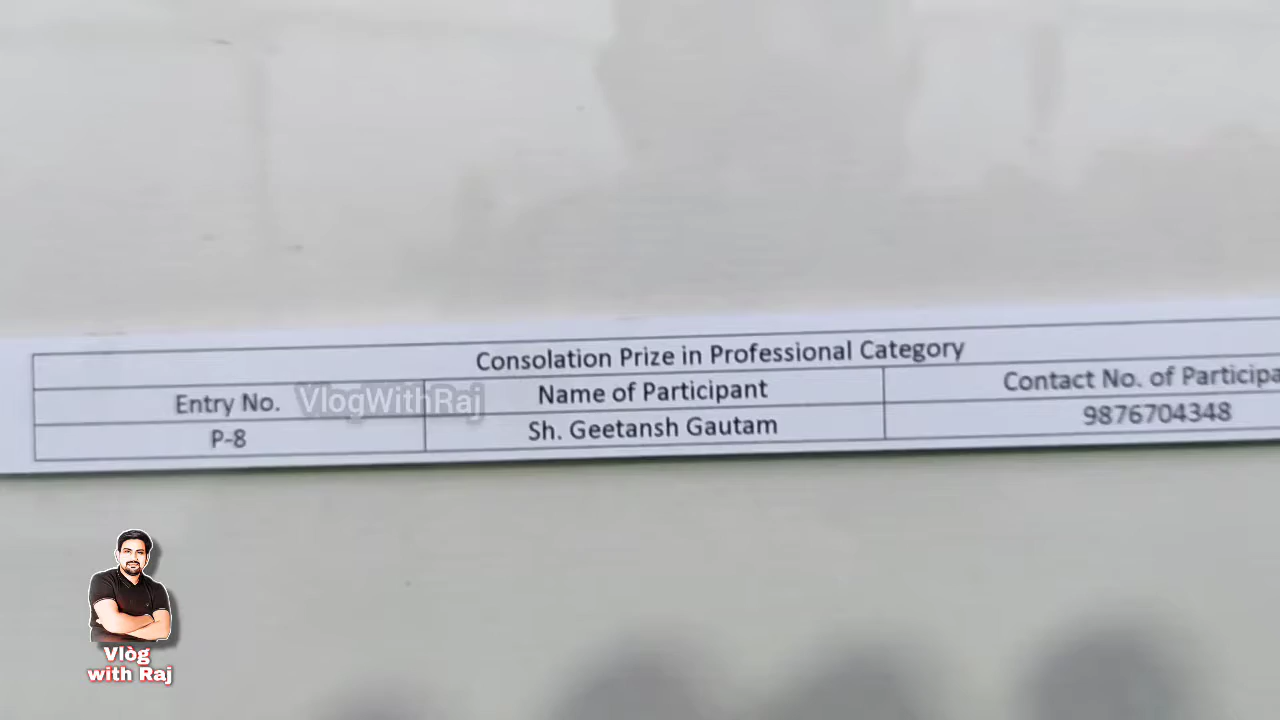 Consolation Prize in Professional Category
Entry No. Name of Participant Contact No. of Participa
P-8 Sh. Geetansh Gautam 9876704348
VlogWithRaj
Vlòg
with Raj